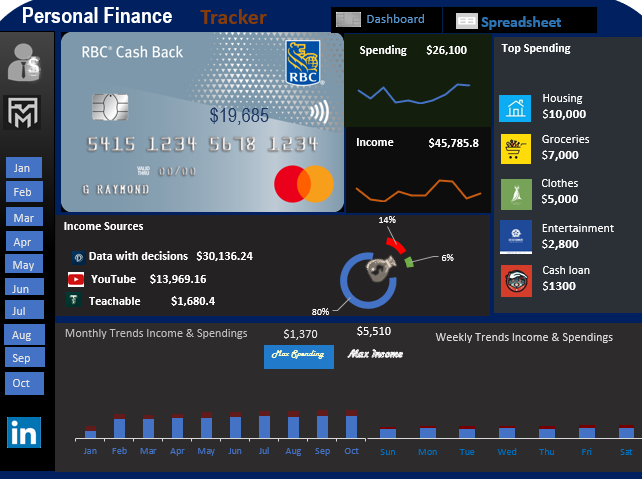 Personal Finance Tracker
Dashboard
Spreadsheet
RBC® Cash Back
RBC
$19,685
5415 1234 5678 1234
VALID THRU 00/00
G RAYMOND
Spending $26,100
Income $45,785.8
Top Spending
Housing
$10,000
Groceries
$7,000
Clothes
$5,000
Entertainment
$2,800
Cash loan
$1300
Jan
Feb
Mar
Apr
May
Jun
Jul
Aug
Sep
Oct
in
Income Sources
Data with decisions $30,136.24
YouTube $13,969.16
Teachable $1,680.4
14%
6%
80%
Monthly Trends Income & Spendings
$1,370
$5,510
Max Spending
Max Income
Weekly Trends Income & Spendings
Jan Feb Mar Apr May Jun Jul Aug Sep Oct
Sun Mon Tue Wed Thu Fri Sat